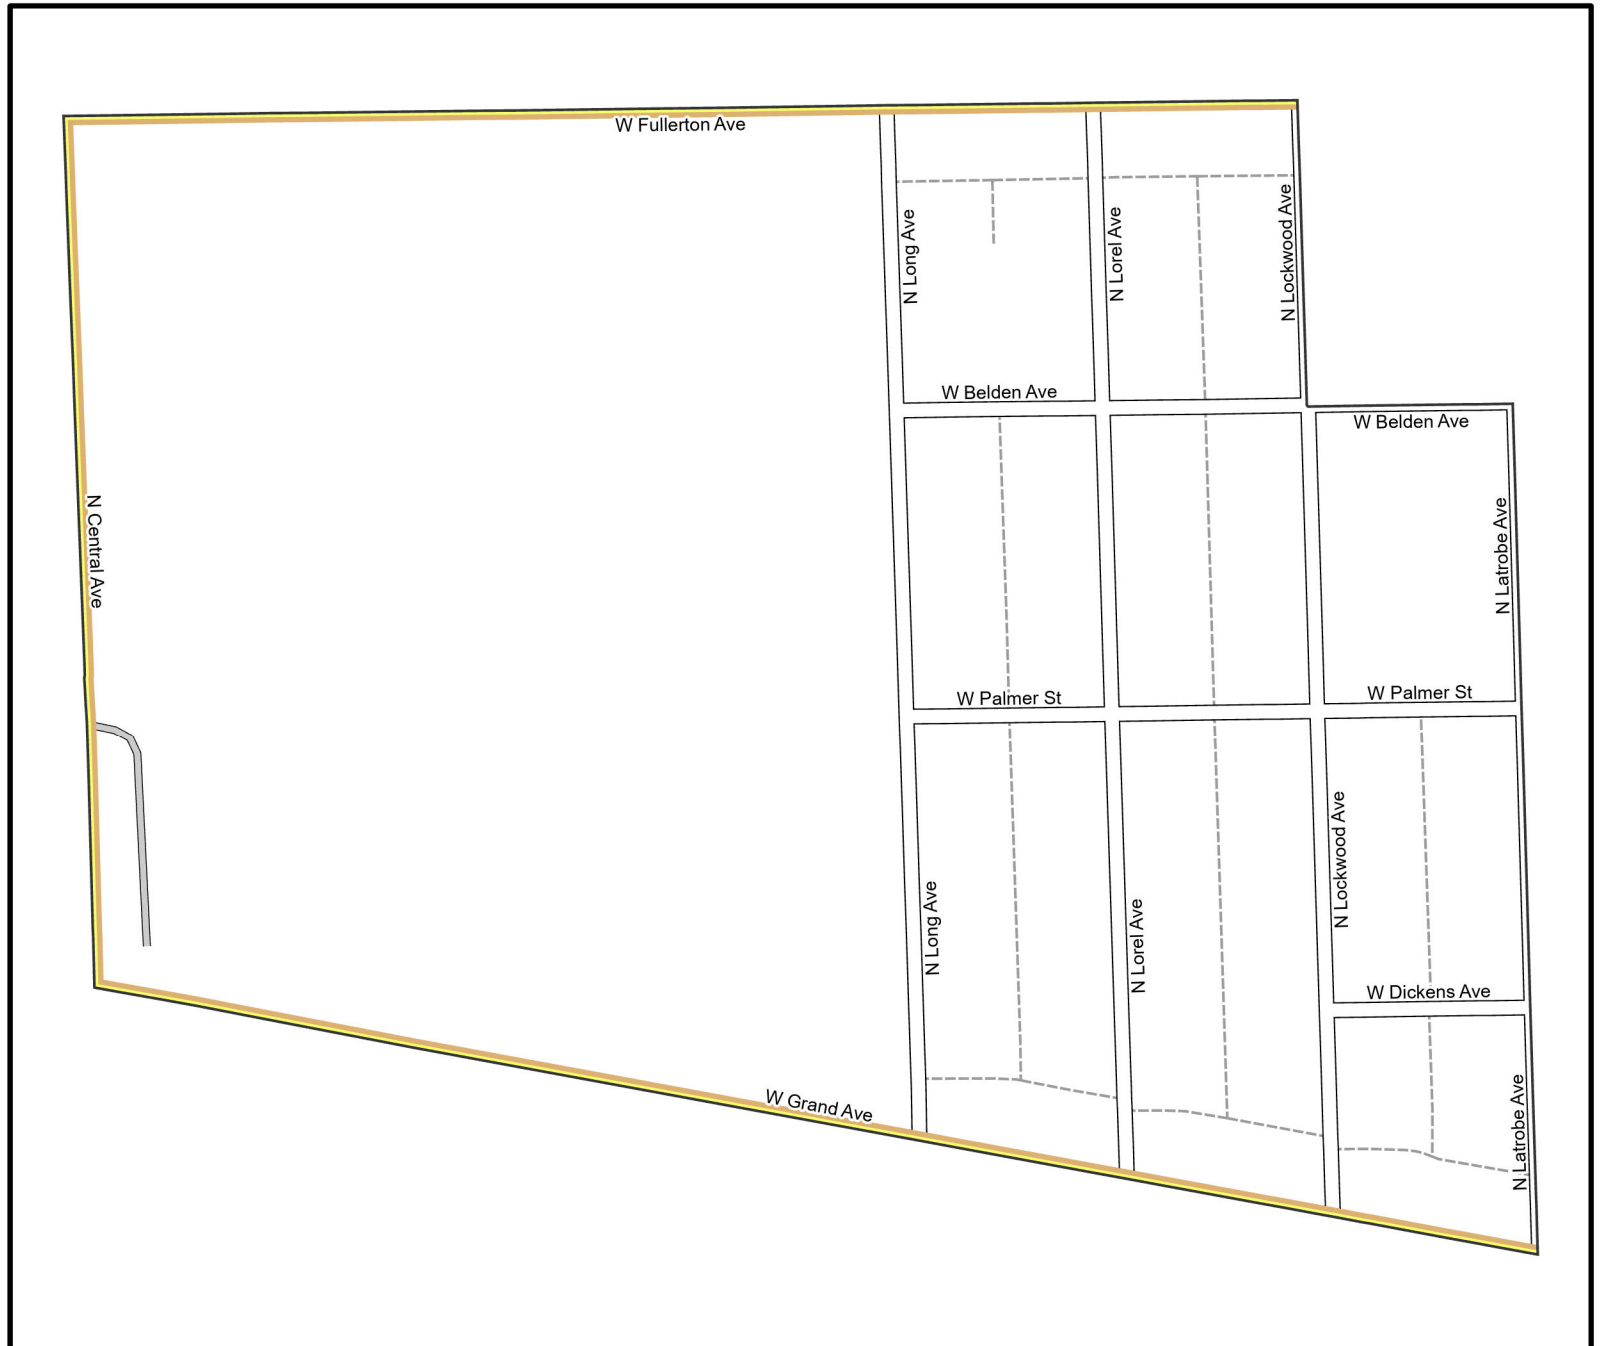 W Fullerton Ave
N Long Ave
N Lorel Ave
N Lockwood Ave
W Belden Ave
W Belden Ave
N Central Ave
N Latrobe Ave
W Palmer St
W Palmer St
N Lockwood Ave
N Long Ave
N Lorel Ave
W Dickens Ave
W Grand Ave
N Latrobe Ave